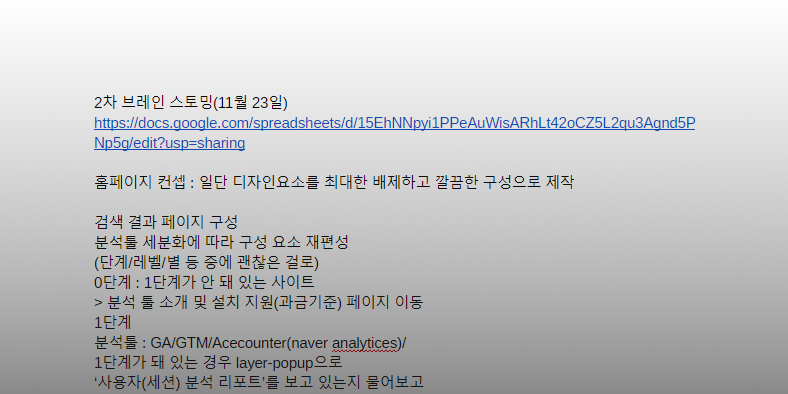 2차 브레인 스토밍(11월 23일)
https://docs.google.com/spreadsheets/d/15EhNNpyi1PPeAuWisARhLt42oCZ5L2qu3Agnd5P
Np5g/edit?usp=sharing
홈페이지 컨셉 : 일단 디자인요소를 최대한 배제하고 깔끔한 구성으로 제작
검색 결과 페이지 구성
분석툴 세분화에 따라 구성 요소 재편성
(단계/레벨/별 등 중에 괜찮은 걸로)
0단계 : 1단계가 안 돼 있는 사이트
> 분석 툴 소개 및 설치 지원(과금기준) 페이지 이동
1단계
분석툴 : GA/GTM/Acecounter(naver analytices)/
1단계가 돼 있는 경우 layer-popup으로
‘사용자(세션) 분석 리포트’를 보고 있는지 물어보고